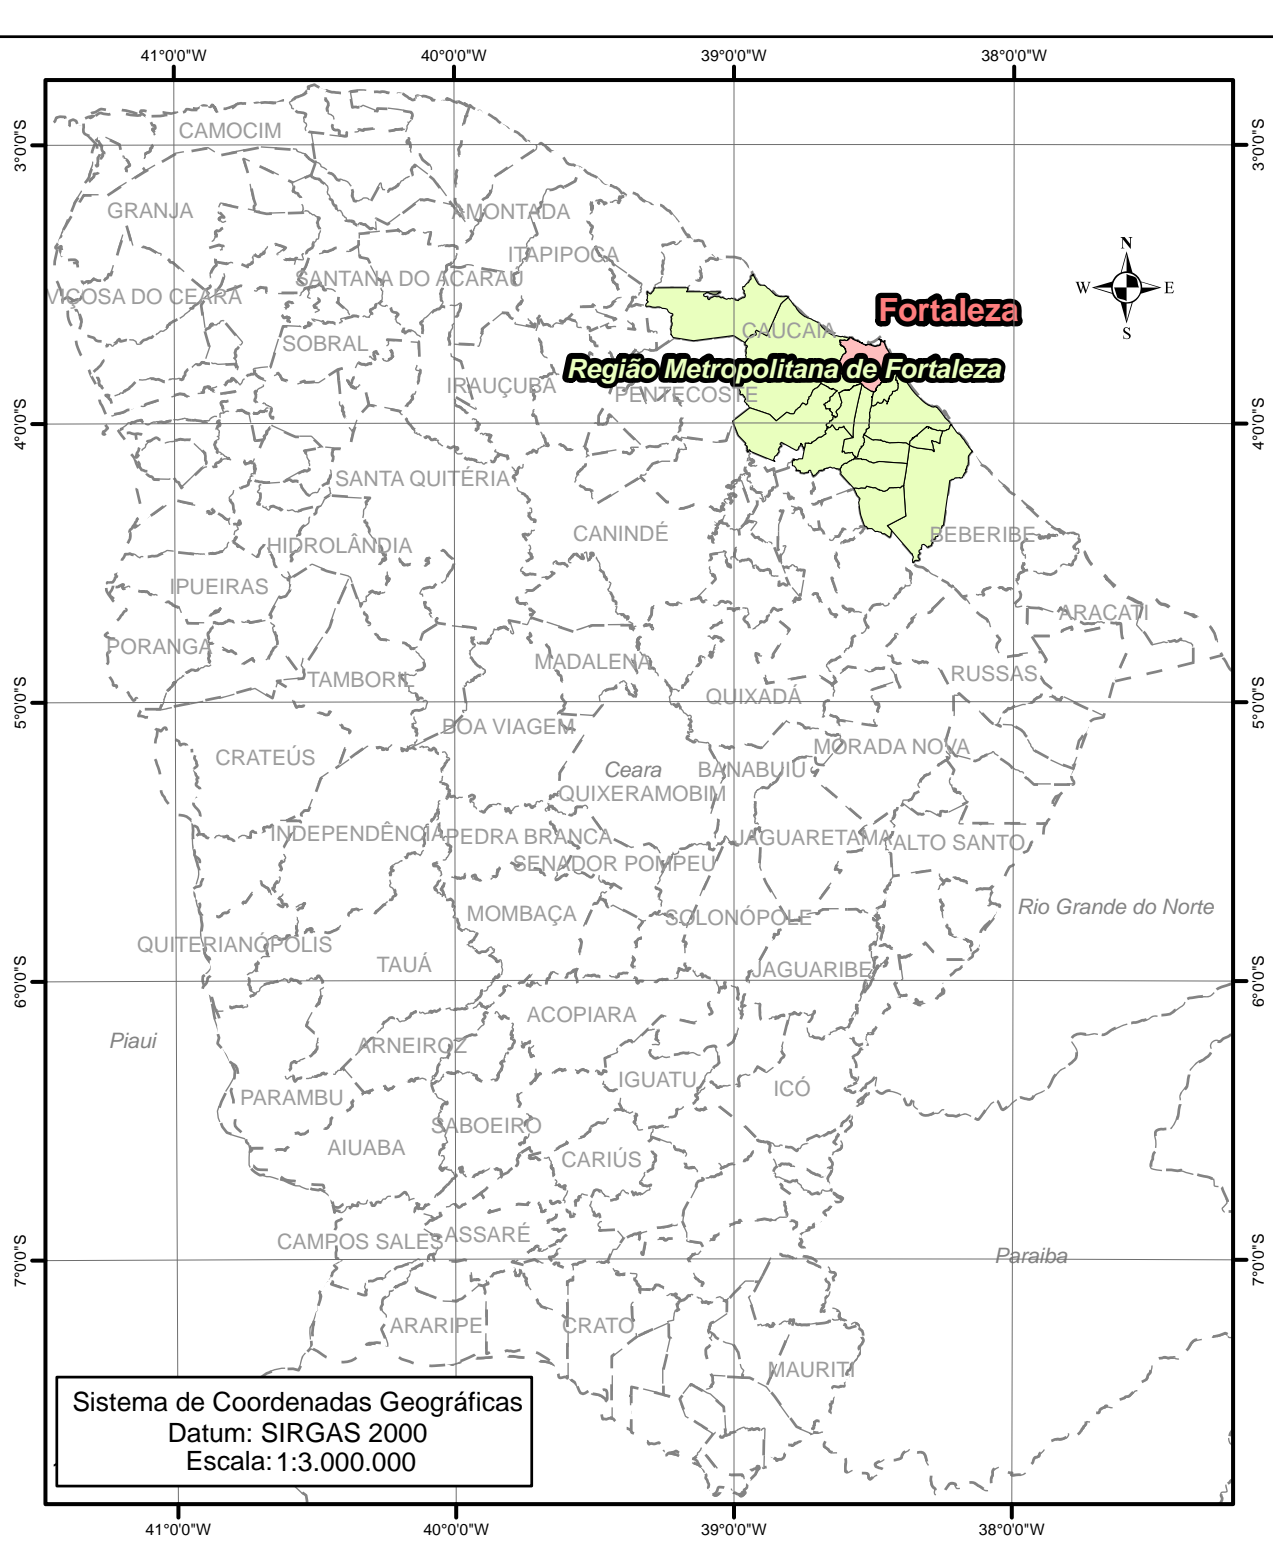 41°0'0"W
40°0'0"W
39°0'0"W
38°0'0"W
3°0'0"S
3°0'0"S
CAMOCIM
GRANJA
AMONTADA
ITAPIPOCA
SANTANA DO ACARAU
VIÇOSA DO CEARA
N
W
E
S
Fortaleza
CAUCAIA
SOBRAL
Região Metropolitana de Fortaleza
IRAUÇUBA
PENTECOSTE
4°0'0"S
4°0'0"S
SANTA QUITÉRIA
CANINDÉ
BEBERIBE
HIDROLÂNDIA
IPUEIRAS
ARACATI
PORANGA
MADALENA
RUSSAS
TAMBORIL
QUIXADÁ
5°0'0"S
5°0'0"S
BOA VIAGEM
MORADA NOVA
CRATEÚS
Ceara
BANABUIU
QUIXERAMOBIM
INDEPENDÊNCIA
PEDRA BRANCA
JAGUARETAMA
ALTO SANTO
SENADOR POMPEU
MOMBAÇA
SOLONÓPOLE
Rio Grande do Norte
QUITERIANÓPOLIS
TAUÁ
JAGUARIBE
6°0'0"S
6°0'0"S
ACOPIARA
Piaui
ARNEIROZ
IGUATU
ICÓ
PARAMBU
SABOEIRO
AIUABA
CARIÚS
CAMPOS SALES
ASSARÉ
Paraiba
7°0'0"S
7°0'0"S
ARARIPE
CRATO
MAURITI
Sistema de Coordenadas Geográficas
Datum: SIRGAS 2000
Escala: 1:3.000.000
41°0'0"W
40°0'0"W
39°0'0"W
38°0'0"W